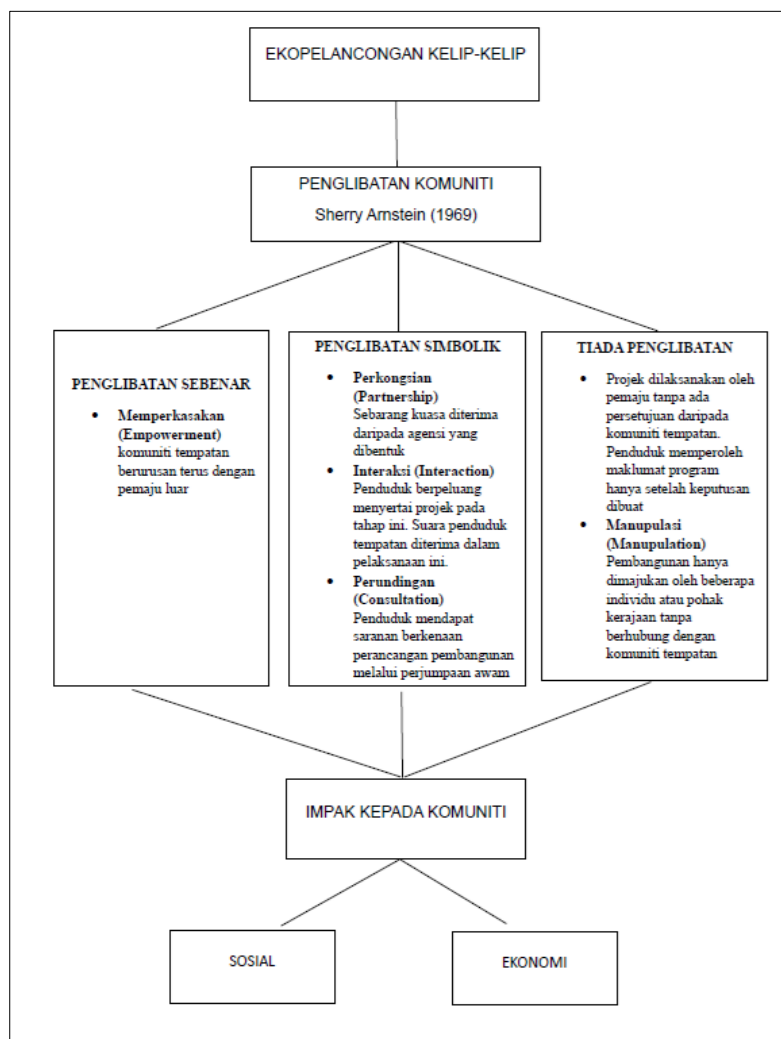 EKOPELANCONGAN KELIP-KELIP
PENGLIBATAN KOMUNITI
Sherry Arnstein (1969)
PENGLIBATAN SEBENAR
• Memperkasakan
(Empowerment)
komuniti tempatan
berurusan terus dengan
pemaju luar
PENGLIBATAN SIMBOLIK
• Perkongsian
(Partnership)
Sebarang kuasa diterima
daripada agensi yang
dibentuk
• Interaksi (Interaction)
Penduduk berpeluang
menyertai projek pada
tahap ini. Suara penduduk
tempatan diterima dalam
pelaksanaan ini.
• Perundingan
(Consultation)
Penduduk mendapat
saranan berkenaan
perancangan pembangunan
melalui perjumpaan awam
TIADA PENGLIBATAN
• Projek dilaksanakan oleh
pemaju tanpa ada
persetujuan daripada
komuniti tempatan.
Penduduk memperoleh
maklumat program
hanya setelah keputusan
dibuat
• Manupulasi
(Manupulation)
Pembangunan hanya
dimajukan oleh beberapa
individu atau pohak
kerajaan tanpa
berhubung dengan
komuniti tempatan
IMPAK KEPADA KOMUNITI
SOSIAL
EKONOMI